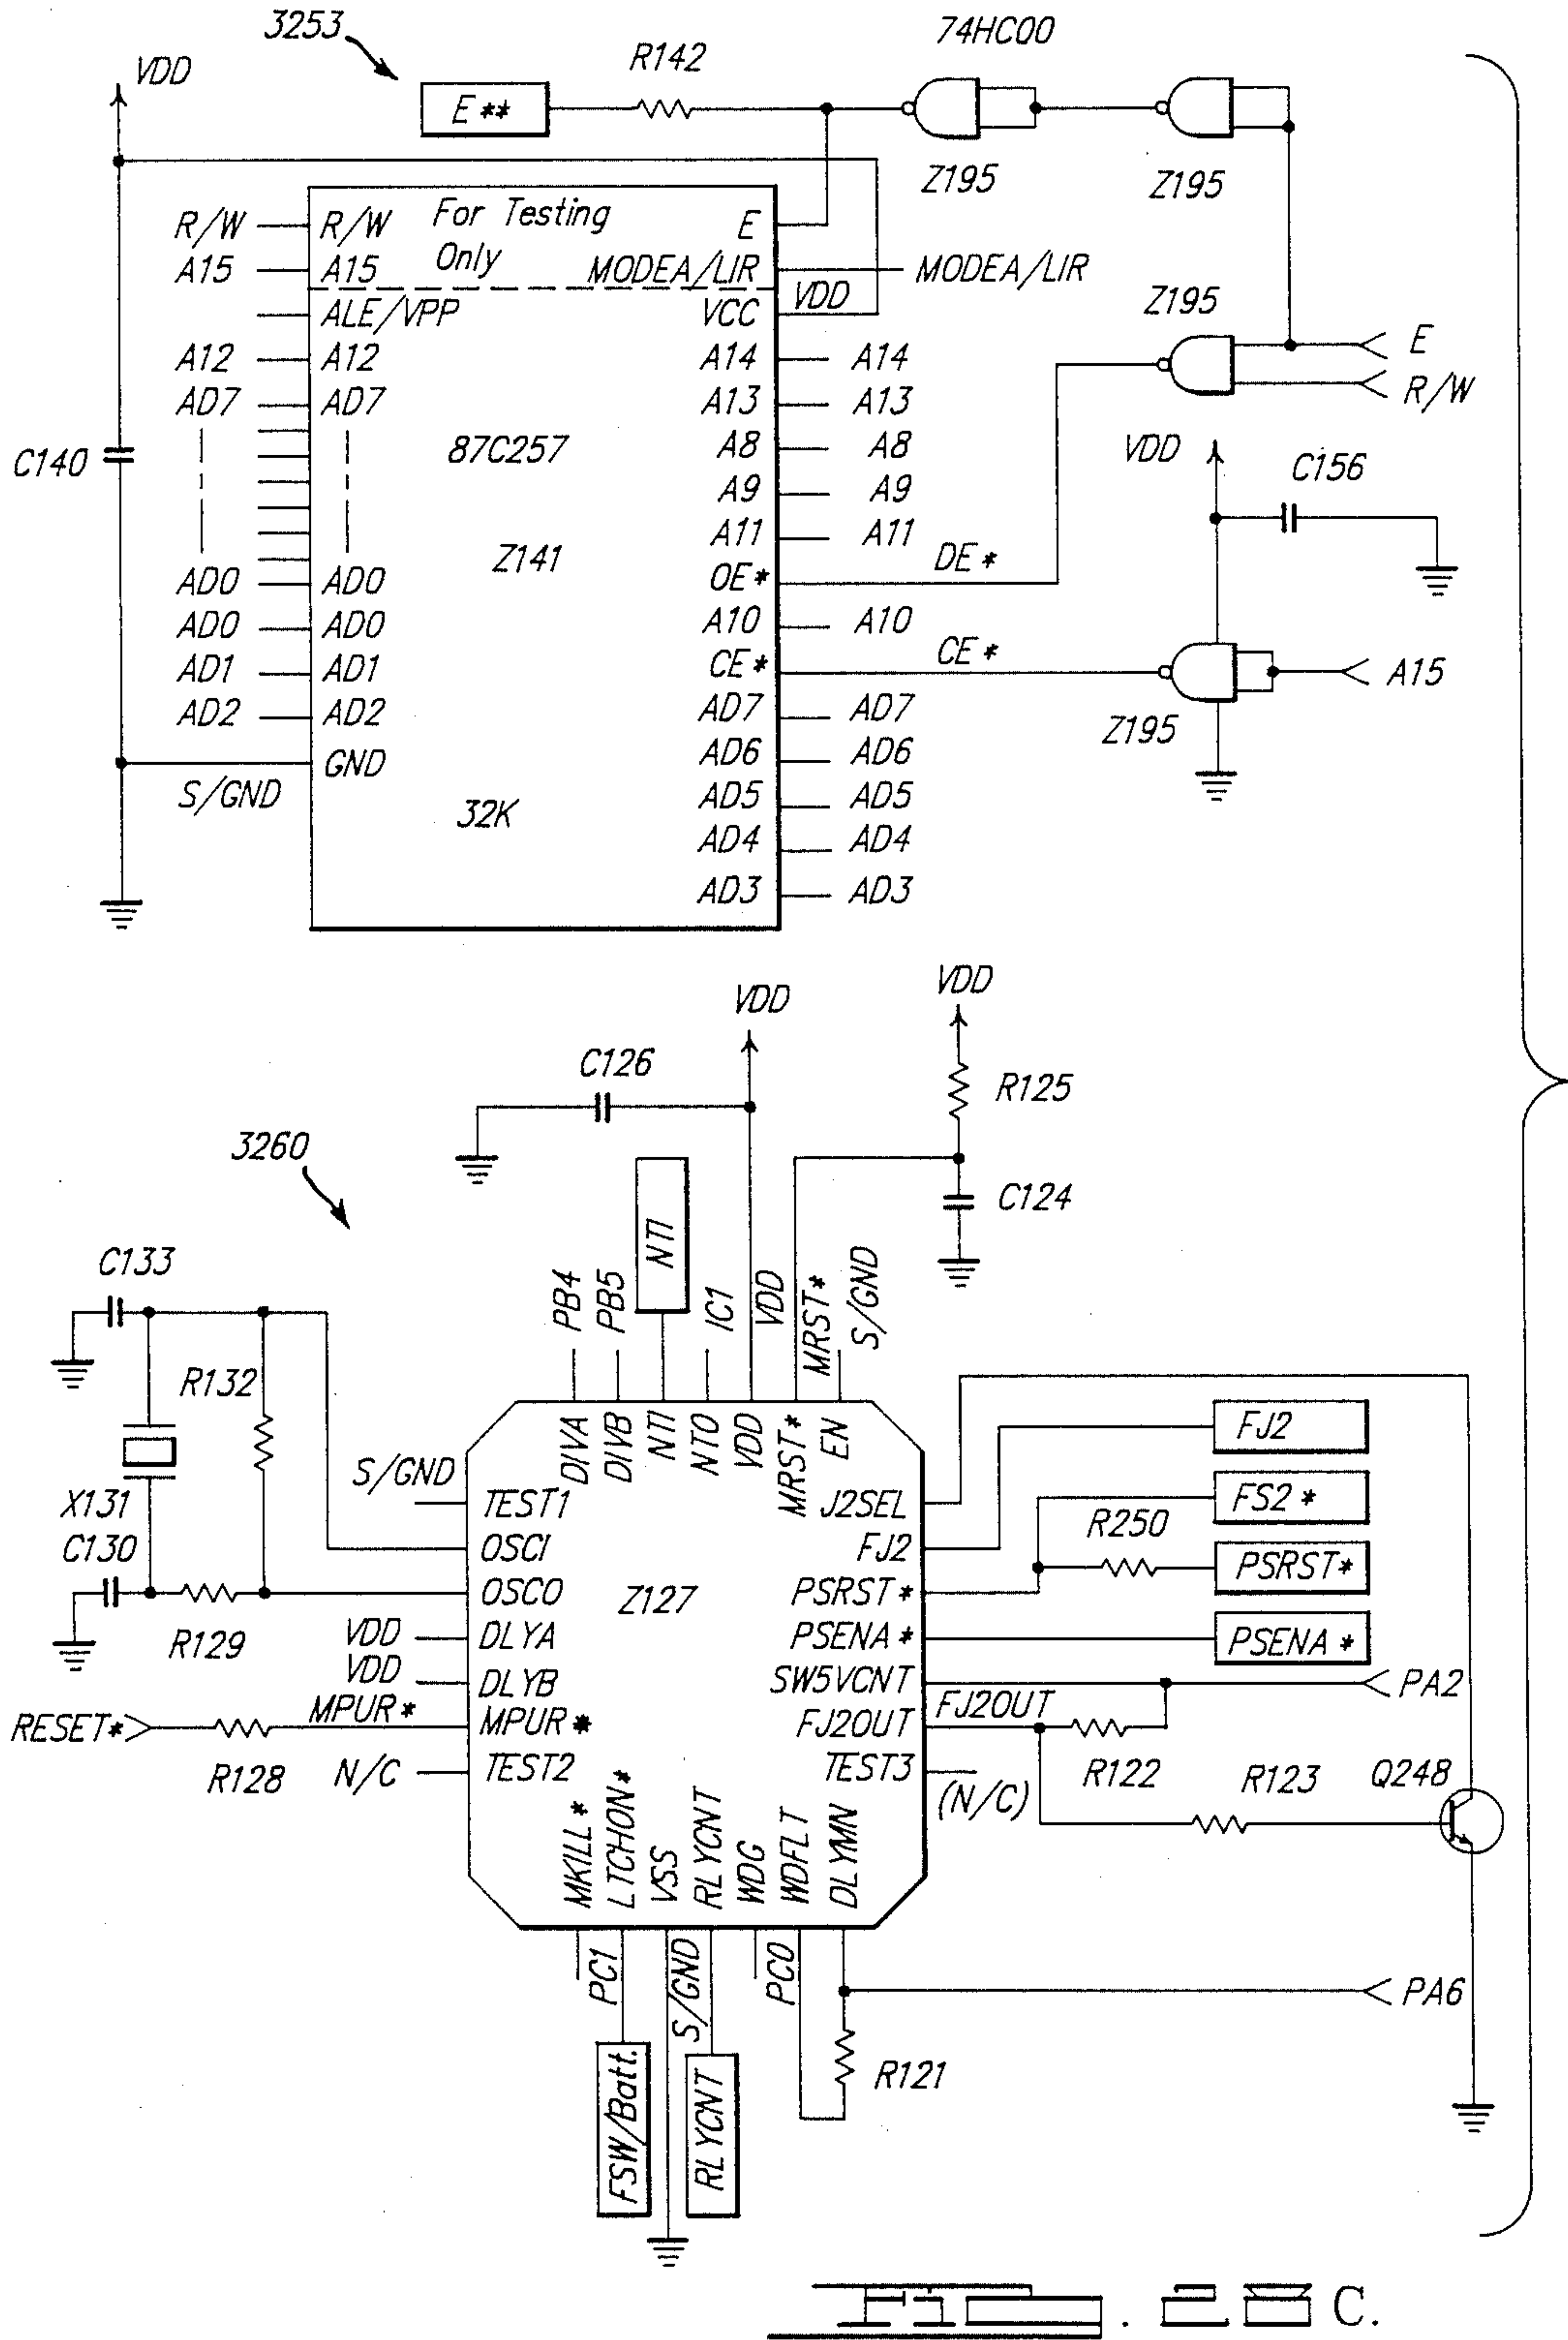 3253
74HC00
VDD
R142
E**
Z195
Z195
R/W R/W For Testing Only E
A15 A15 MODEA/LIR MODEA/LIR
ALE/VPP VCC VDD
Z195
E
R/W
A12 A12 A14 A14
AD7 AD7 A13 A13
C140
87C257
A8 A8
VDD
C156
A9 A9
A11 A11
Z141
AD0 AD0 OE* DE*
AD0 AD0 A10 A10
AD1 AD1 CE* CE*
A15
Z195
AD2 AD2 AD7 AD7
GND AD6 AD6
S/GND AD5 AD5
32K AD4 AD4
AD3 AD3
VDD
VDD
C126
R125
3260
C124
C133
PB4
PB5
NTI
IC1
VDD
MRST*
S/GND
R132
DIVA
DIVB
NTI
NTO
VDD
MRST*
EN
S/GND
TEST1
J2SEL
FJ2
X131
OSCI
FJ2
FS2*
C130
R250
OSCO
Z127
PSRST*
PSRST*
R129
VDD DLYA PSENA* PSENA*
VDD DLYB SW5VCNT PA2
RESET* MPUR* MPUR* FJ2OUT FJ2OUT
R128
N/C TEST2 TEST3 (N/C)
R122
R123
Q248
MKILL*
LTCHON*
VSS
RLYCNT
WDG
WDFLT
DLYMN
PC1
S/GND
PC0
PA6
FSW/Batt.
RLYCNT
R121
C.